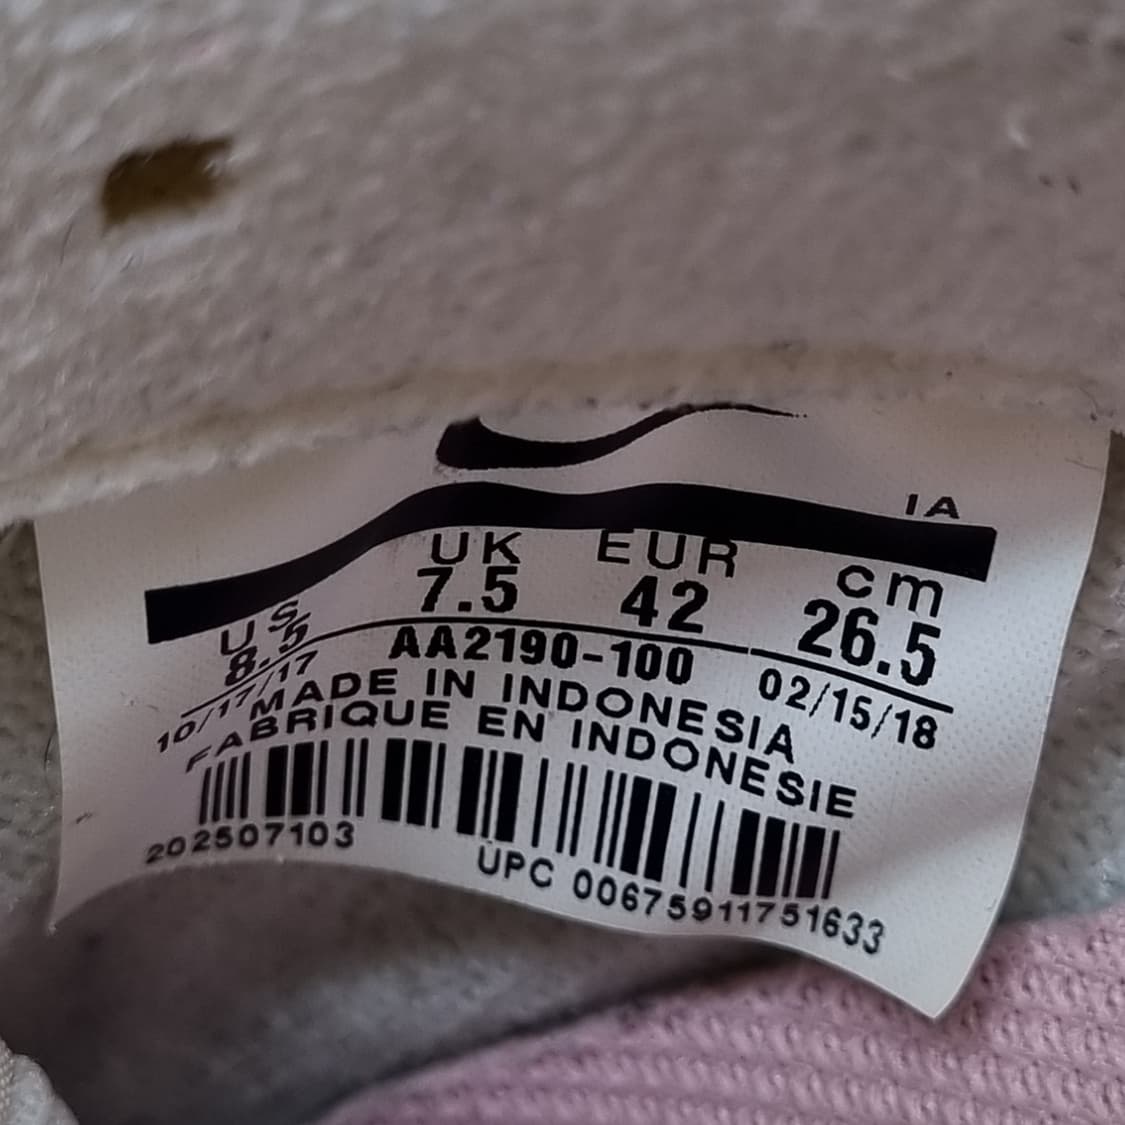 IA
US UK EUR cm
8.5 7.5 42 26.5
10/17/17 AA2190-100 02/15/18
MADE IN INDONESIA
FABRIQUE EN INDONESIE
202507103 UPC 00675911751633